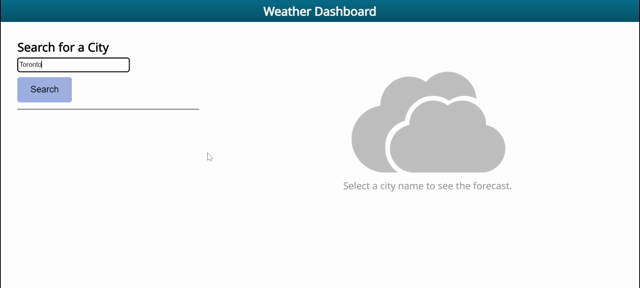 Weather Dashboard
Search for a City
Toronto
Search
Select a city name to see the forecast.